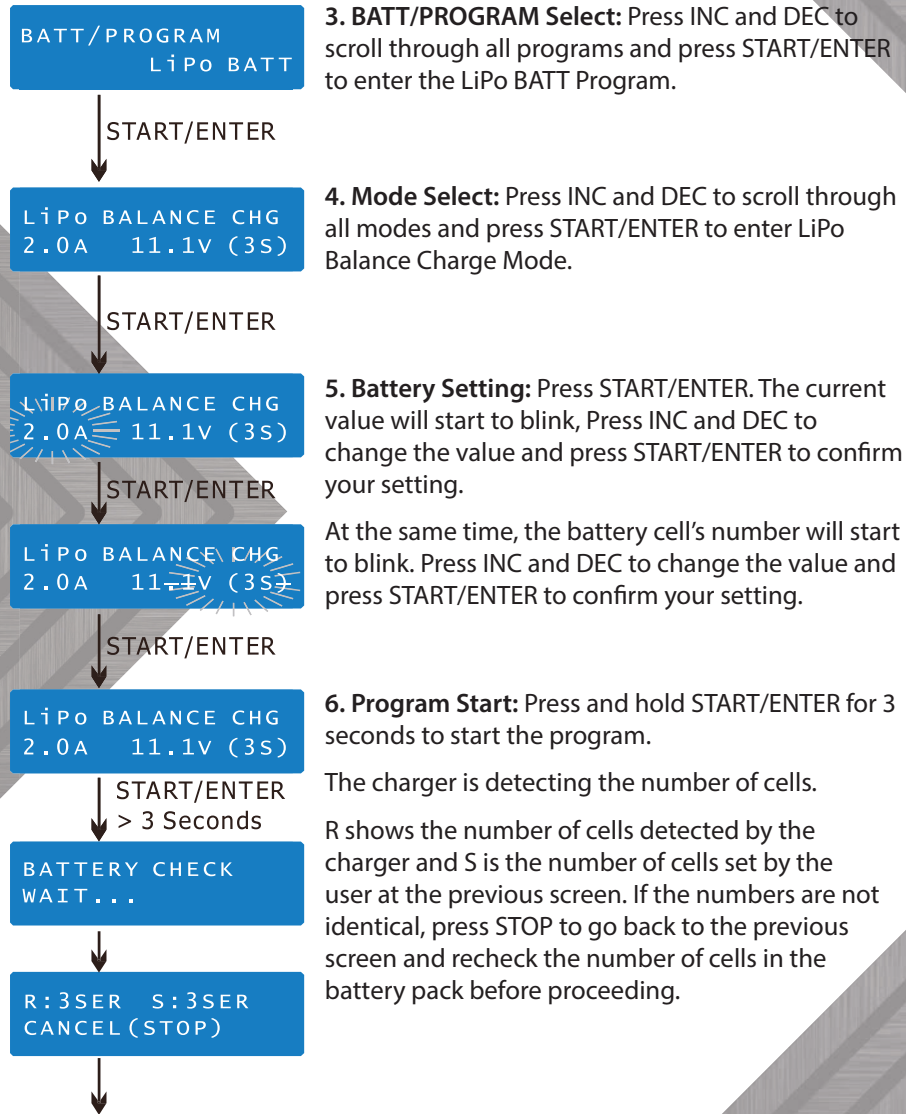 BATT/PROGRAM
LiPo BATT
3. BATT/PROGRAM Select: Press INC and DEC to
scroll through all programs and press START/ENTER
to enter the LiPo BATT Program.
START/ENTER
LiPo BALANCE CHG
2.0A 11.1V (3S)
4. Mode Select: Press INC and DEC to scroll through
all modes and press START/ENTER to enter LiPo
Balance Charge Mode.
START/ENTER
LiPo BALANCE CHG
2.0A 11.1V (3S)
5. Battery Setting: Press START/ENTER. The current
value will start to blink, Press INC and DEC to
change the value and press START/ENTER to confirm
your setting.
START/ENTER
LiPo BALANCE CHG
2.0A 11.1V (3S)
At the same time, the battery cell’s number will start
to blink. Press INC and DEC to change the value and
press START/ENTER to confirm your setting.
START/ENTER
LiPo BALANCE CHG
2.0A 11.1V (3S)
6. Program Start: Press and hold START/ENTER for 3
seconds to start the program.
START/ENTER
> 3 Seconds
The charger is detecting the number of cells.
BATTERY CHECK
WAIT...
R shows the number of cells detected by the
charger and S is the number of cells set by the
user at the previous screen. If the numbers are not
identical, press STOP to go back to the previous
screen and recheck the number of cells in the
battery pack before proceeding.
R:3SER S:3SER
CANCEL(STOP)